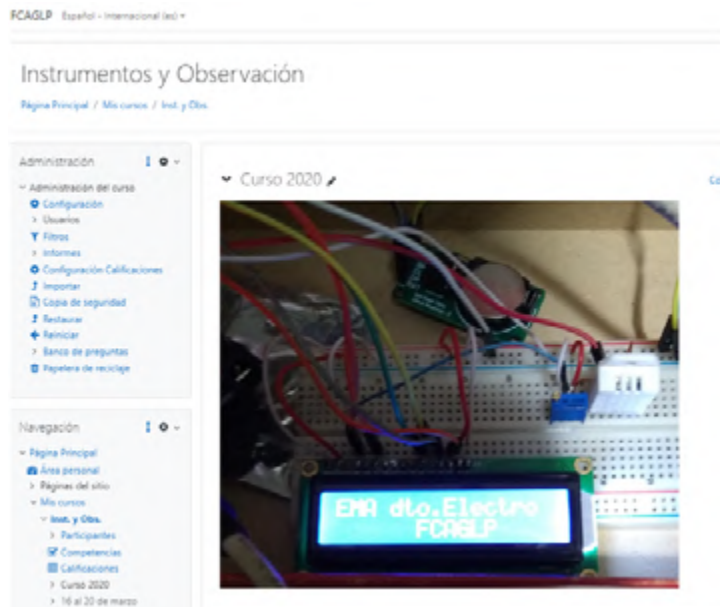 FCAGLP Español - Internacional (es)
Instrumentos y Observación
Página Principal / Mis cursos / Inst. y Obs.
Administración
Administración del curso
Configuración
Usuarios
Filtros
Informes
Configuración Calificaciones
Importar
Copia de seguridad
Restaurar
Reiniciar
Banco de preguntas
Papelera de reciclaje
Navegación
Página Principal
Área personal
Páginas del sitio
Mis cursos
Inst. y Obs.
Participantes
Competencias
Calificaciones
Curso 2020
16 al 20 de marzo
Curso 2020
EMA dto.Electro
FCAGLP